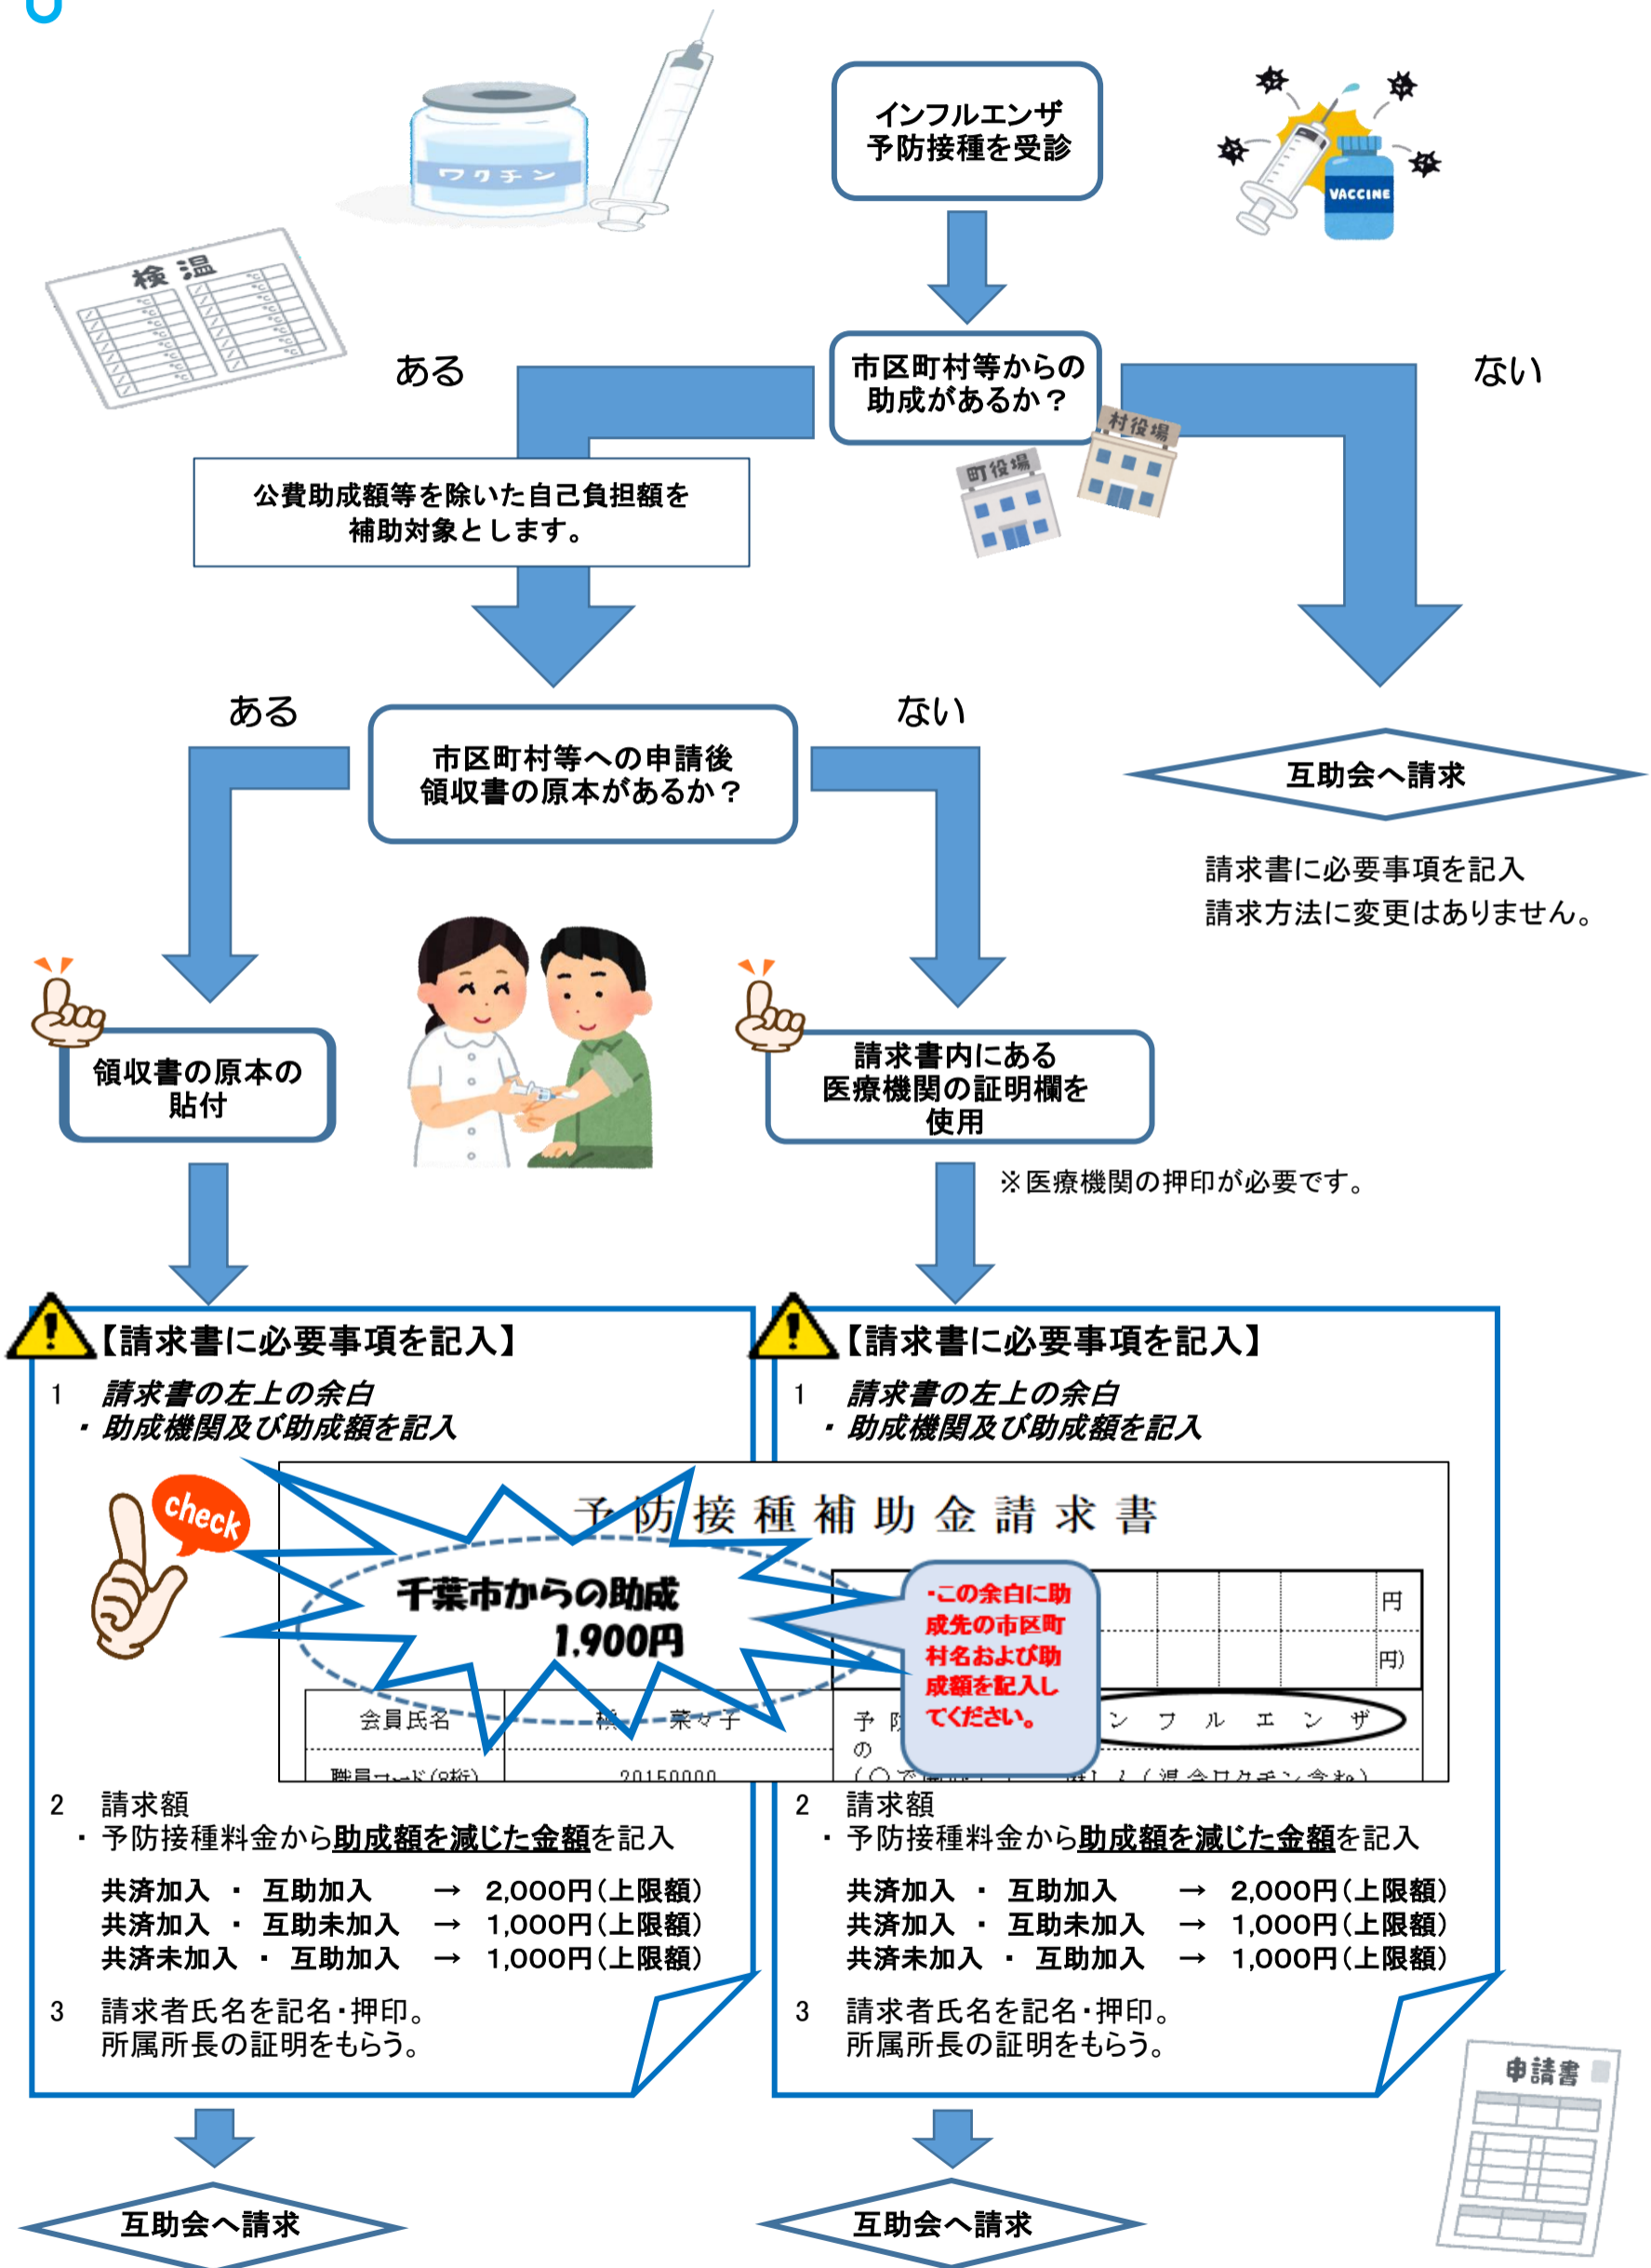 ワクチン
インフルエンザ
予防接種を受診
VACCINE
検温
ある
市区町村等からの
助成があるか？
ない
村役場
町役場
公費助成額等を除いた自己負担額を
補助対象とします。
ある
市区町村等への申請後
領収書の原本があるか？
ない
互助会へ請求
請求書に必要事項を記入
請求方法に変更はありません。
領収書の原本の
貼付
請求書内にある
医療機関の証明欄を
使用
※医療機関の押印が必要です。
【請求書に必要事項を記入】
1 請求書の左上の余白
・助成機関及び助成額を記入
【請求書に必要事項を記入】
1 請求書の左上の余白
・助成機関及び助成額を記入
check
予防接種補助金請求書
千葉市からの助成
1,900円
・この余白に助
成先の市区町
村名および助
成額を記入し
てください。
円
円)
会員氏名
菜々子
予防
の
ンフルエンザ
職員コード(8桁)
20150000
(混合ワクチン含む)
2 請求額
・予防接種料金から助成額を減じた金額を記入
共済加入 ・ 互助加入 → 2,000円(上限額)
共済加入 ・ 互助未加入 → 1,000円(上限額)
共済未加入 ・ 互助加入 → 1,000円(上限額)
3 請求者氏名を記名・押印。
所属所長の証明をもらう。
2 請求額
・予防接種料金から助成額を減じた金額を記入
共済加入 ・ 互助加入 → 2,000円(上限額)
共済加入 ・ 互助未加入 → 1,000円(上限額)
共済未加入 ・ 互助加入 → 1,000円(上限額)
3 請求者氏名を記名・押印。
所属所長の証明をもらう。
申請書
互助会へ請求
互助会へ請求